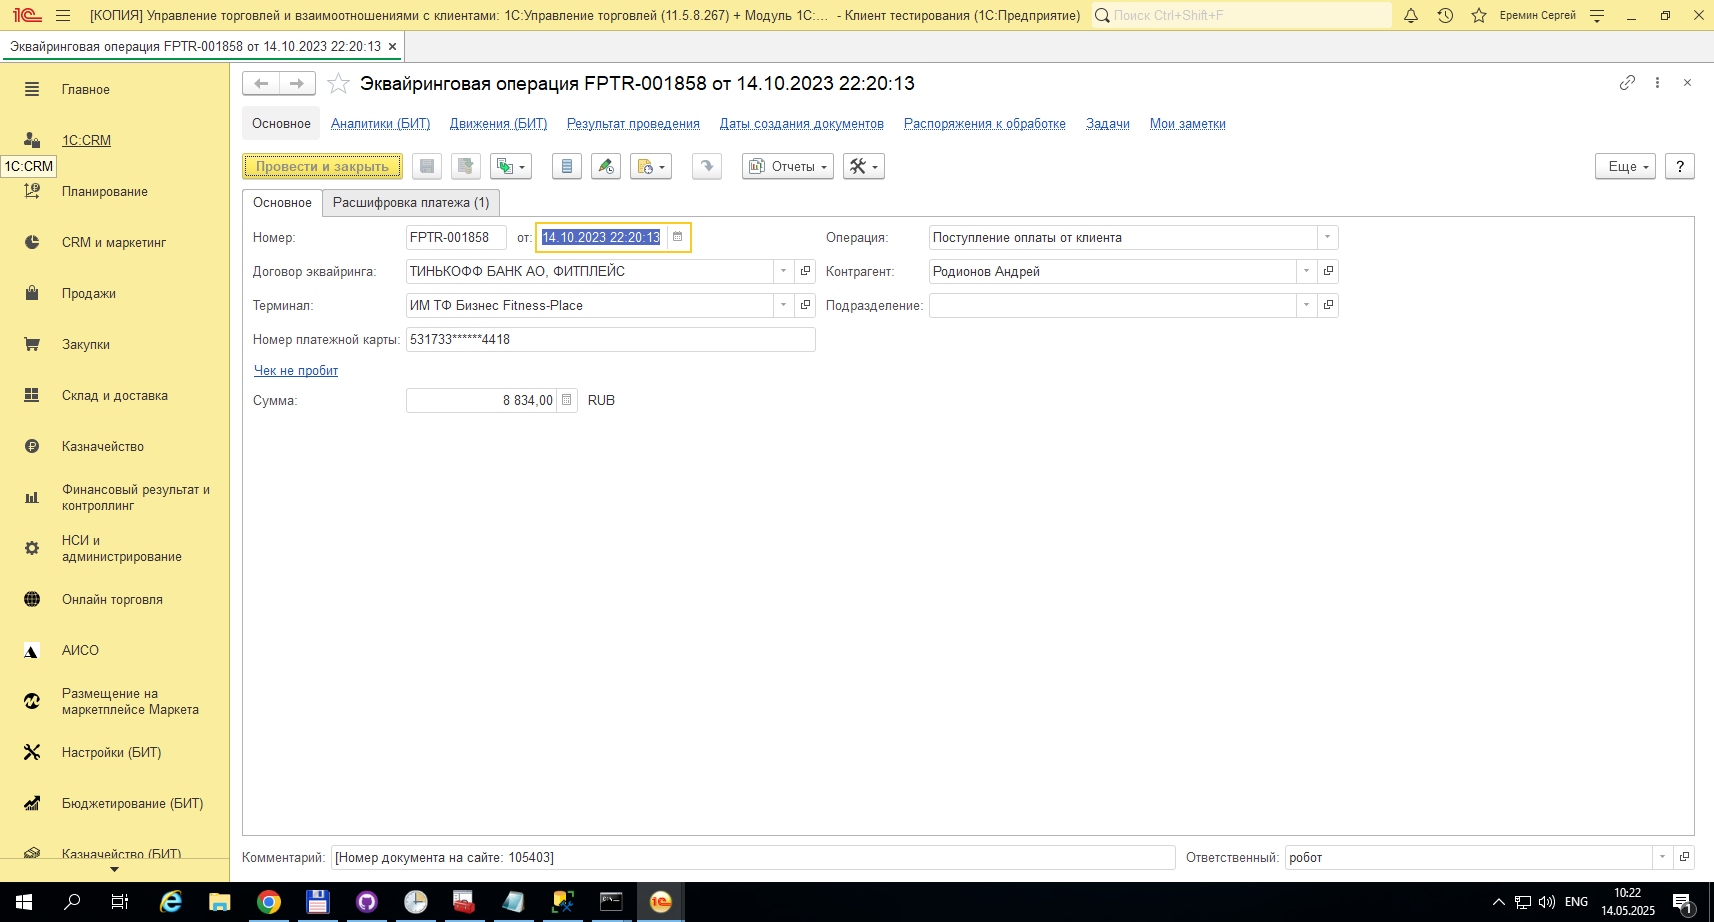 [КОПИЯ] Управление торговлей и взаимоотношениями с клиентами: 1С:Управление торговлей (11.5.8.267) + Модуль 1С:... - Клиент тестирования (1С:Предприятие)
Поиск Ctrl+Shift+F
Еремин Сергей
Эквайринговая операция FPTR-001858 от 14.10.2023 22:20:13
Главное
1С:CRM
1С:CRM
Планирование
CRM и маркетинг
Продажи
Закупки
Склад и доставка
Казначейство
Финансовый результат и
контроллинг
НСИ и
администрирование
Онлайн торговля
АИСО
Размещение на
маркетплейсе Маркета
Настройки (БИТ)
Бюджетирование (БИТ)
Казначейство (БИТ)
Эквайринговая операция FPTR-001858 от 14.10.2023 22:20:13
Основное Аналитики (БИТ) Движения (БИТ) Результат проведения Даты создания документов Распоряжения к обработке Задачи Мои заметки
Провести и закрыть Отчеты Еще ?
Основное Расшифровка платежа (1)
Номер: FPTR-001858 от: 14.10.2023 22:20:13 Операция: Поступление оплаты от клиента
Договор эквайринга: ТИНЬКОФФ БАНК АО, ФИТПЛЕЙС Контрагент: Родионов Андрей
Терминал: ИМ ТФ Бизнес Fitness-Place Подразделение:
Номер платежной карты: 531733******4418
Чек не пробит
Сумма: 8 834,00 RUB
Комментарий: [Номер документа на сайте: 105403] Ответственный: робот
ENG
10:22
14.05.2025
1